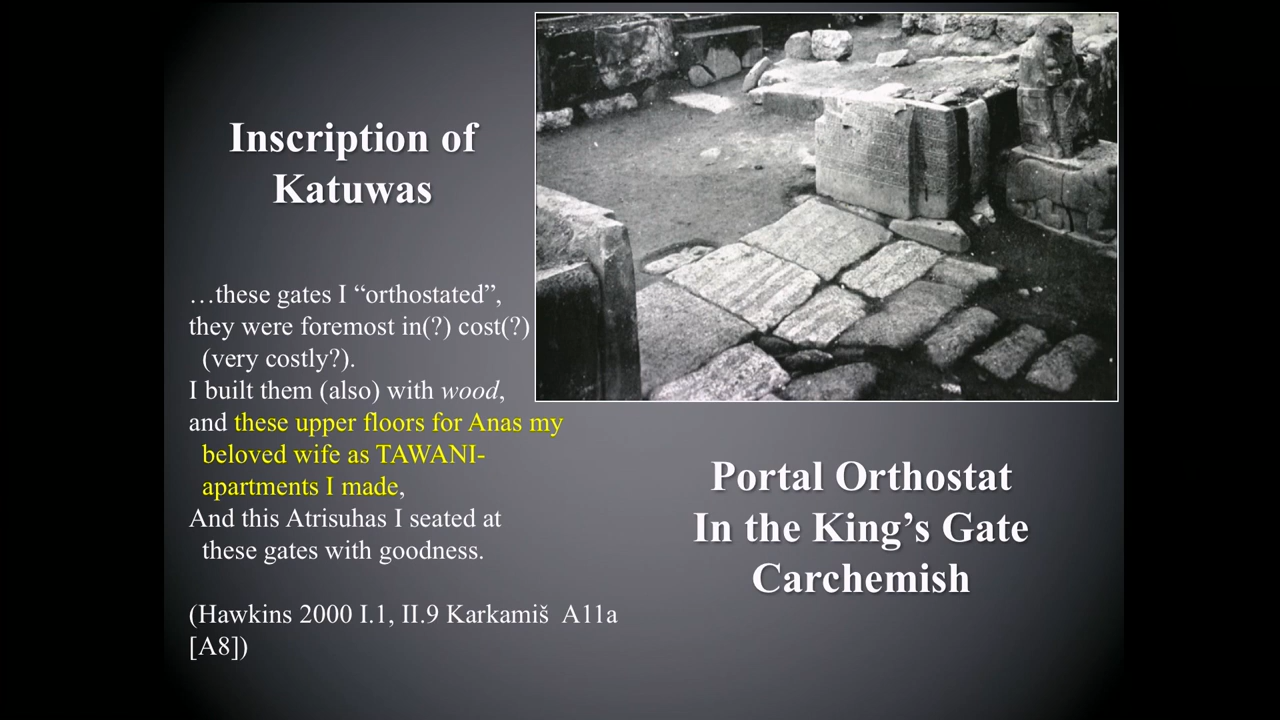 Inscription of
Katuwas
…these gates I “orthostated”,
they were foremost in(?) cost(?)
(very costly?).
I built them (also) with wood,
and these upper floors for Anas my
beloved wife as TAWANI-
apartments I made,
And this Atrisuhas I seated at
these gates with goodness.
(Hawkins 2000 I.1, II.9 Karkamiš A11a
[A8])
Portal Orthostat
In the King’s Gate
Carchemish